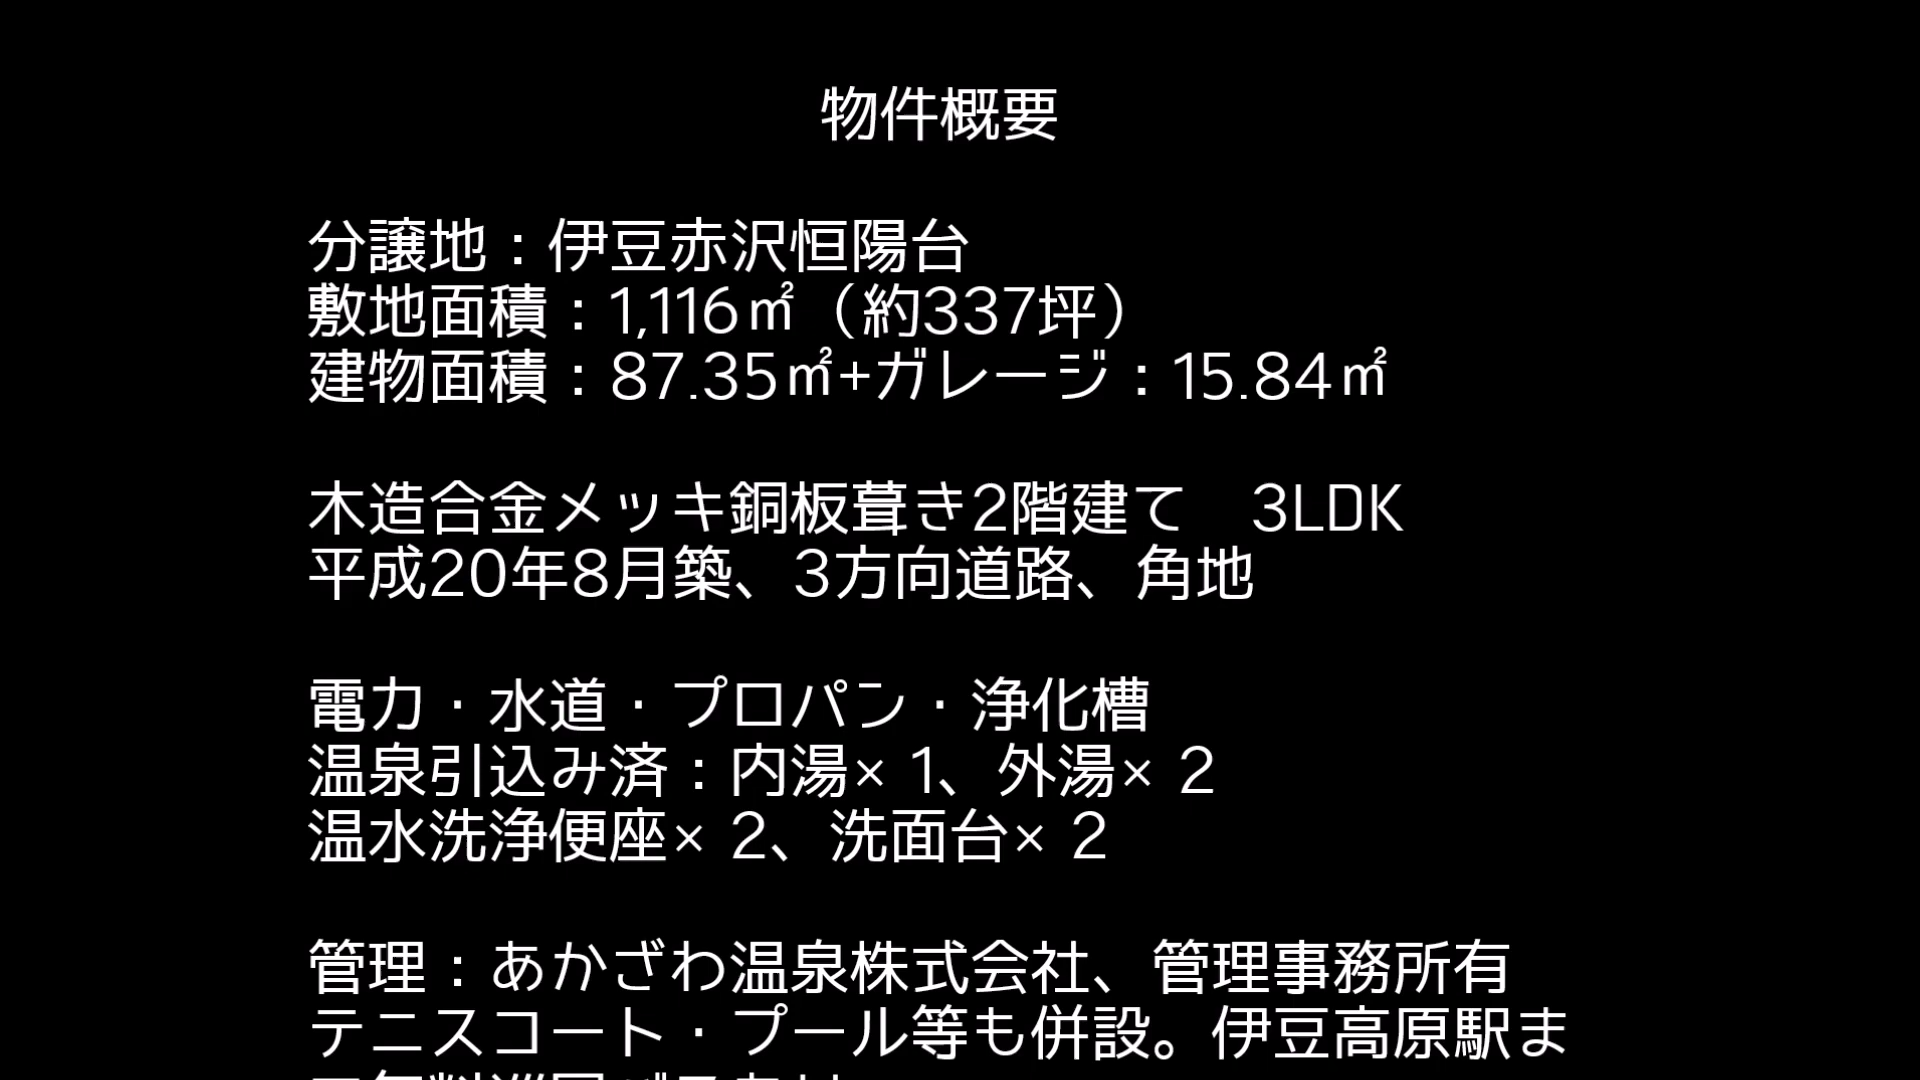 物件概要
分譲地：伊豆赤沢恒陽台
敷地面積：1,116㎡（約337坪）
建物面積：87.35㎡+ガレージ：15.84㎡
木造合金メッキ銅板葺き2階建て　3LDK
平成20年8月築、3方向道路、角地
電力・水道・プロパン・浄化槽
温泉引込み済：内湯× 1、外湯× 2
温水洗浄便座× 2、洗面台× 2
管理：あかざわ温泉株式会社、管理事務所有
テニスコート・プール等も併設。伊豆高原駅ま